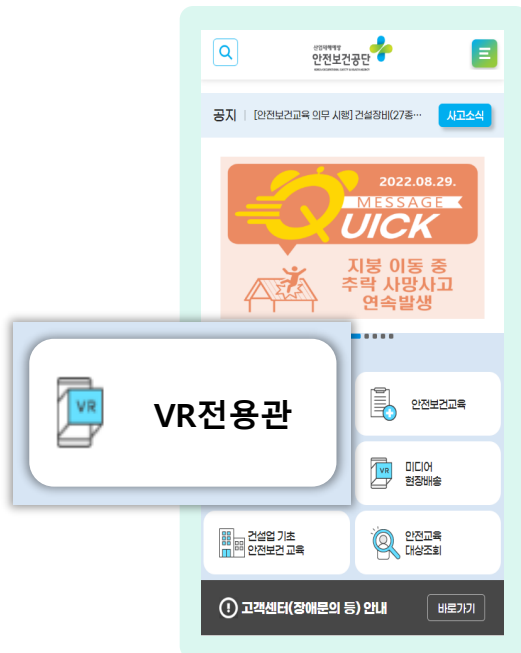 산업재해예방
안전보건공단
공지
[안전보건교육 의무 시행] 건설장비(27종…
사고소식
2022.08.29.
MESSAGE
QUICK
지붕 이동 중
추락 사망사고
연속발생
VR
VR전용관
안전보건교육
VR
미디어
현장배송
건설업 기초
안전보건 교육
안전교육
대상조회
고객센터(장애문의 등) 안내
바로가기